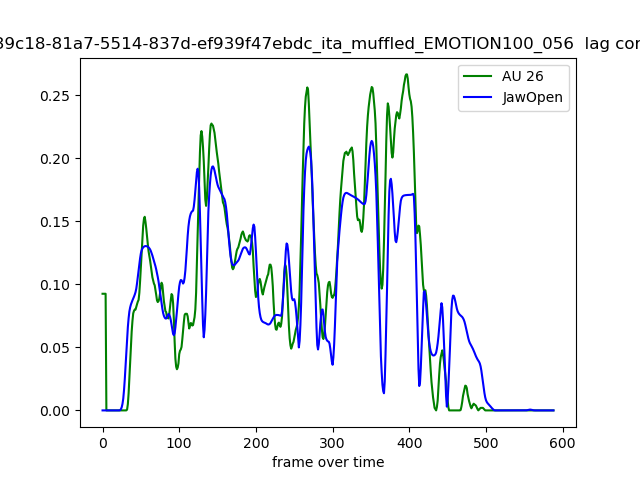 39c18-81a7-5514-837d-ef939f47ebdc_ita_muffled_EMOTION100_056 lag cor
AU 26
JawOpen
0.25
0.20
0.15
0.10
0.05
0.00
0 100 200 300 400 500 600
frame over time